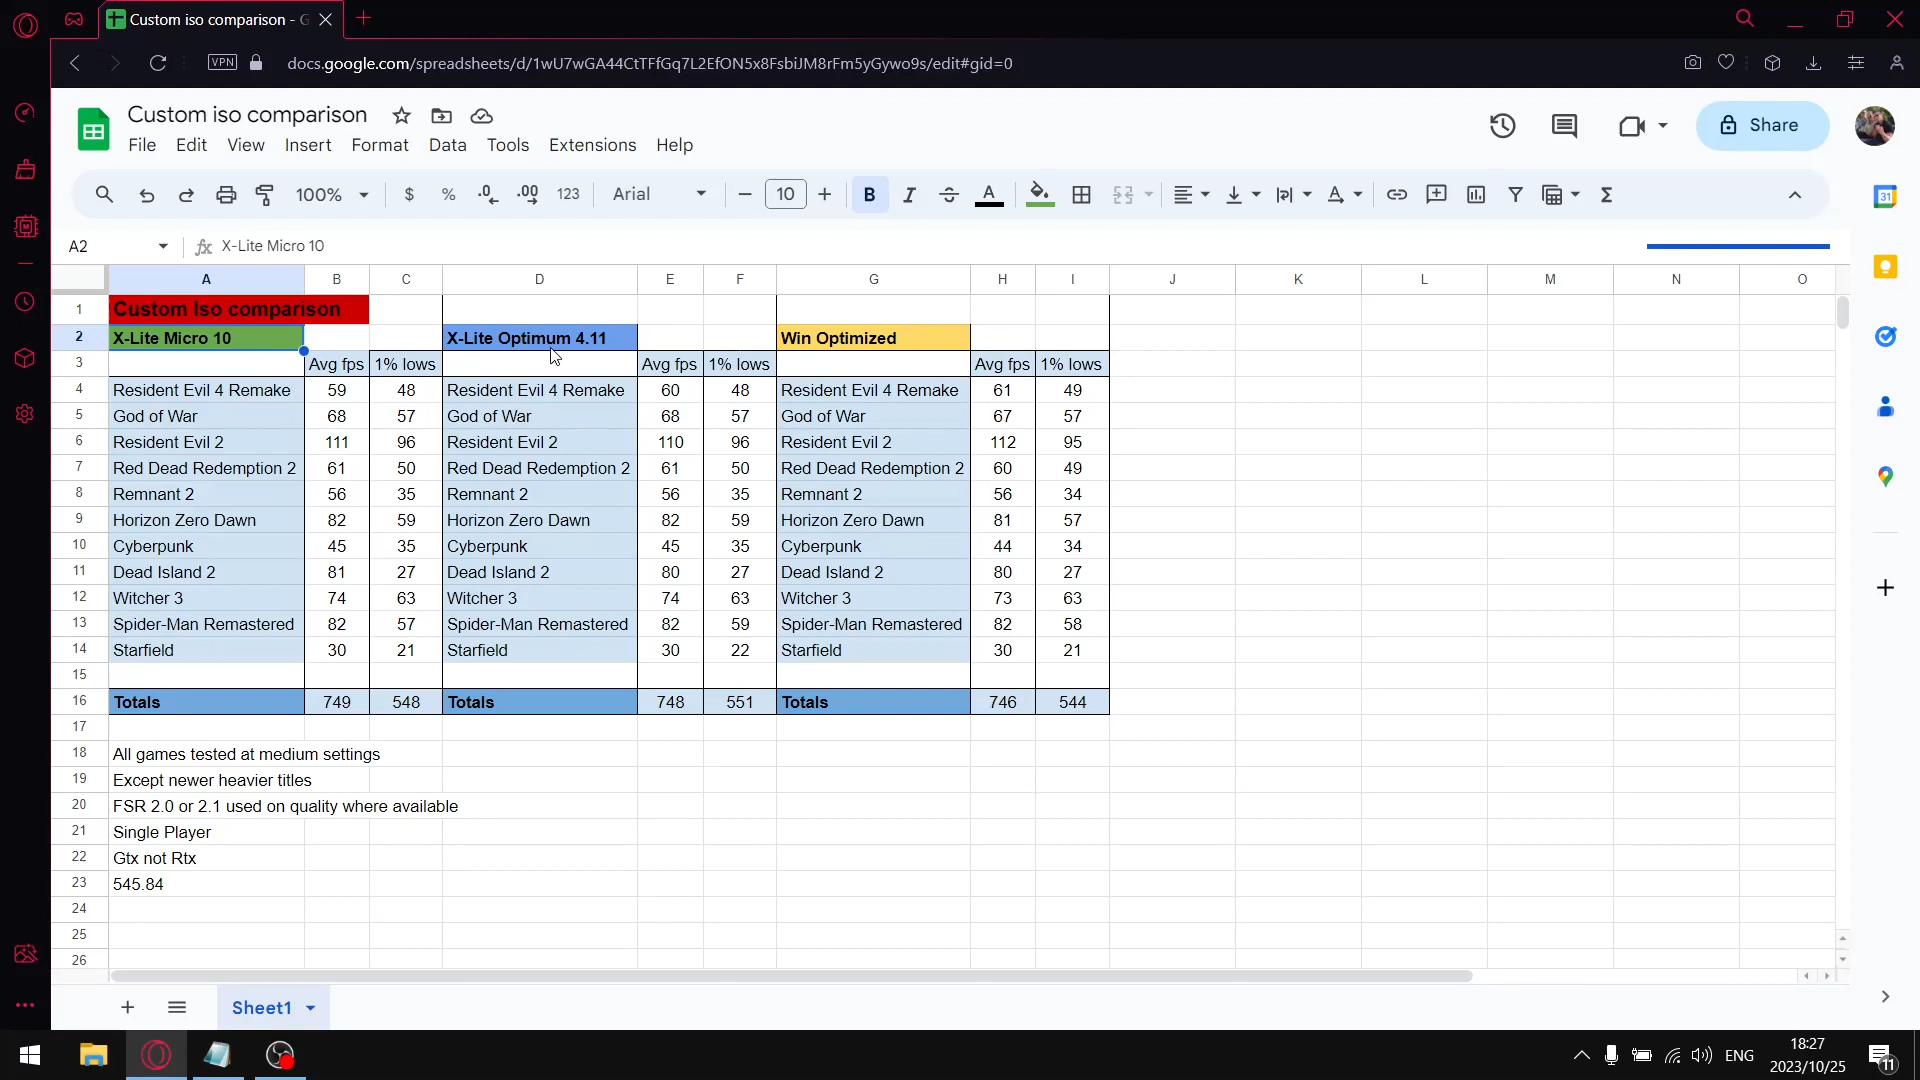 Custom iso comparison - G
VPN
docs.google.com/spreadsheets/d/1wU7wGA44CtTFfGq7L2EfON5x8FsbiJM8rFm5yGywo9s/edit#gid=0
Custom iso comparison
File Edit View Insert Format Data Tools Extensions Help
Share
100% $ % .0 .00 123 Arial 10 B I A Σ
31
A2 fx X-Lite Micro 10
A B C D E F G H I J K L M N O
1 Custom Iso comparison
2 X-Lite Micro 10 X-Lite Optimum 4.11 Win Optimized
3 Avg fps 1% lows Avg fps 1% lows Avg fps 1% lows
4 Resident Evil 4 Remake 59 48 Resident Evil 4 Remake 60 48 Resident Evil 4 Remake 61 49
5 God of War 68 57 God of War 68 57 God of War 67 57
6 Resident Evil 2 111 96 Resident Evil 2 110 96 Resident Evil 2 112 95
7 Red Dead Redemption 2 61 50 Red Dead Redemption 2 61 50 Red Dead Redemption 2 60 49
8 Remnant 2 56 35 Remnant 2 56 35 Remnant 2 56 34
9 Horizon Zero Dawn 82 59 Horizon Zero Dawn 82 59 Horizon Zero Dawn 81 57
10 Cyberpunk 45 35 Cyberpunk 45 35 Cyberpunk 44 34
11 Dead Island 2 81 27 Dead Island 2 80 27 Dead Island 2 80 27
12 Witcher 3 74 63 Witcher 3 74 63 Witcher 3 73 63
13 Spider-Man Remastered 82 57 Spider-Man Remastered 82 59 Spider-Man Remastered 82 58
14 Starfield 30 21 Starfield 30 22 Starfield 30 21
15
16 Totals 749 548 Totals 748 551 Totals 746 544
17
18 All games tested at medium settings
19 Except newer heavier titles
20 FSR 2.0 or 2.1 used on quality where available
21 Single Player
22 Gtx not Rtx
23 545.84
24
25
26
Sheet1
ENG
18:27
2023/10/25
11